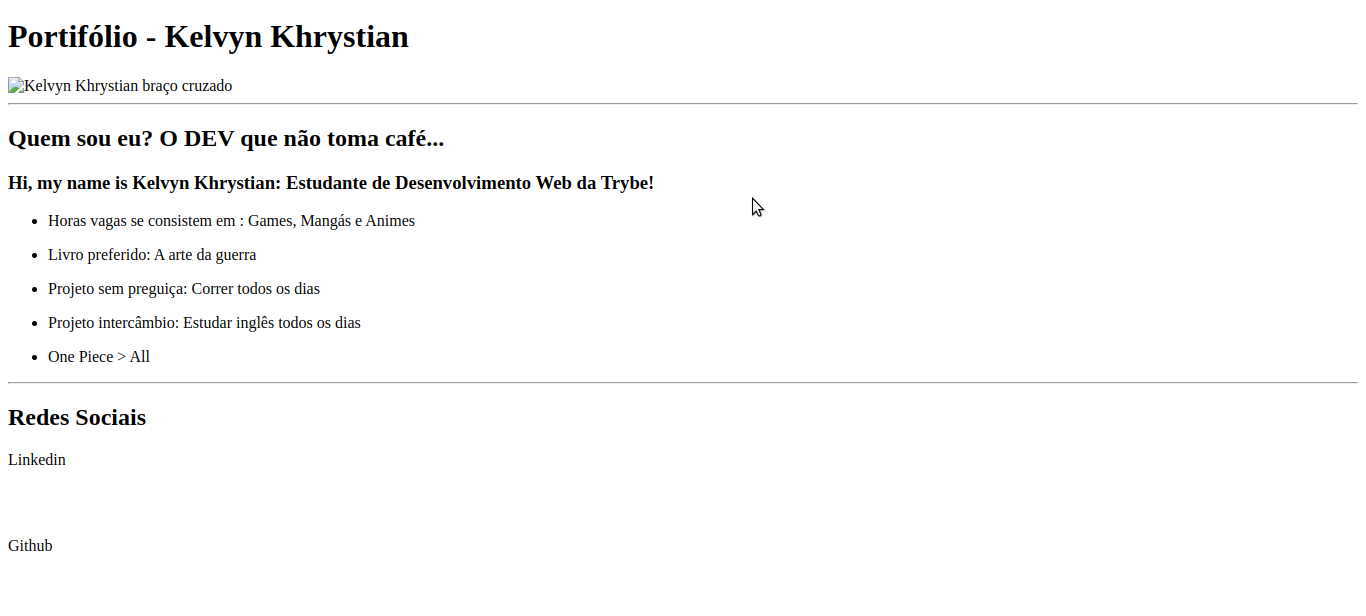 Portifólio - Kelvyn Khrystian
Kelvyn Khrystian braço cruzado
Quem sou eu? O DEV que não toma café...
Hi, my name is Kelvyn Khrystian: Estudante de Desenvolvimento Web da Trybe!
Horas vagas se consistem em : Games, Mangás e Animes
Livro preferido: A arte da guerra
Projeto sem preguiça: Correr todos os dias
Projeto intercâmbio: Estudar inglês todos os dias
One Piece > All
Redes Sociais
Linkedin
Github